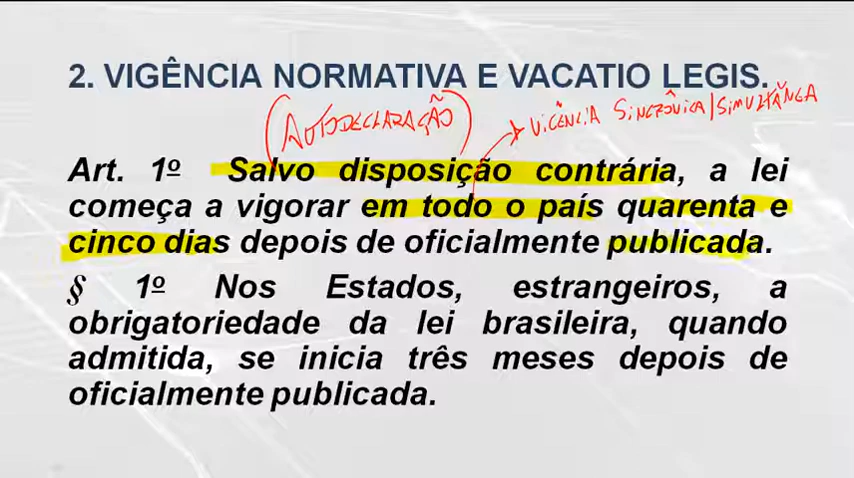 2. VIGÊNCIA NORMATIVA E VACATIO LEGIS.
(AUTODECLARAÇÃO)
VIGÊNCIA SINCRÔNICA/SIMULTÂNEA
Art. 1º Salvo disposição contrária, a lei
começa a vigorar em todo o país quarenta e
cinco dias depois de oficialmente publicada.
§ 1º Nos Estados, estrangeiros, a
obrigatoriedade da lei brasileira, quando
admitida, se inicia três meses depois de
oficialmente publicada.